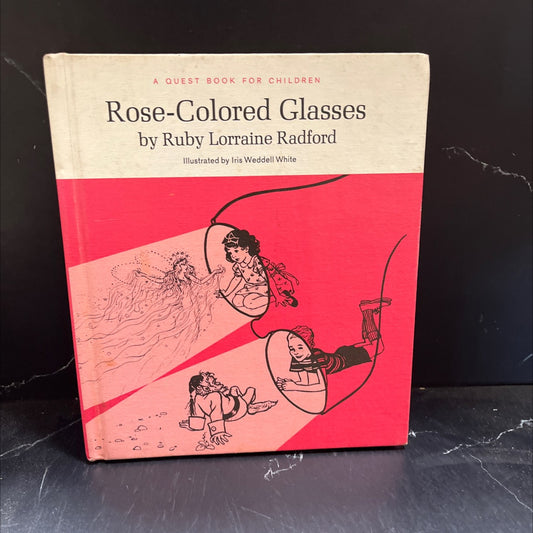 A QUEST BOOK FOR CHILDREN
Rose-Colored Glasses
by Ruby Lorraine Radford
Illustrated by Iris Weddell White